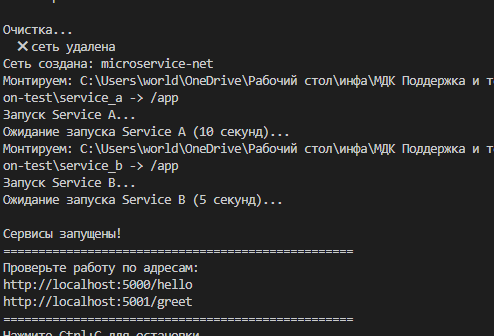 Очистка...
❌ сеть удалена
Сеть создана: microservice-net
Монтируем: C:\Users\world\OneDrive\Рабочий стол\инфа\МДК Поддержка и т
on-test\service_a -> /app
Запуск Service A...
Ожидание запуска Service A (10 секунд)...
Монтируем: C:\Users\world\OneDrive\Рабочий стол\инфа\МДК Поддержка и т
on-test\service_b -> /app
Запуск Service B...
Ожидание запуска Service B (5 секунд)...
Сервисы запущены!
==================================================
Проверьте работу по адресам:
http://localhost:5000/hello
http://localhost:5001/greet
==================================================
Нажмите Ctrl+C для остановки